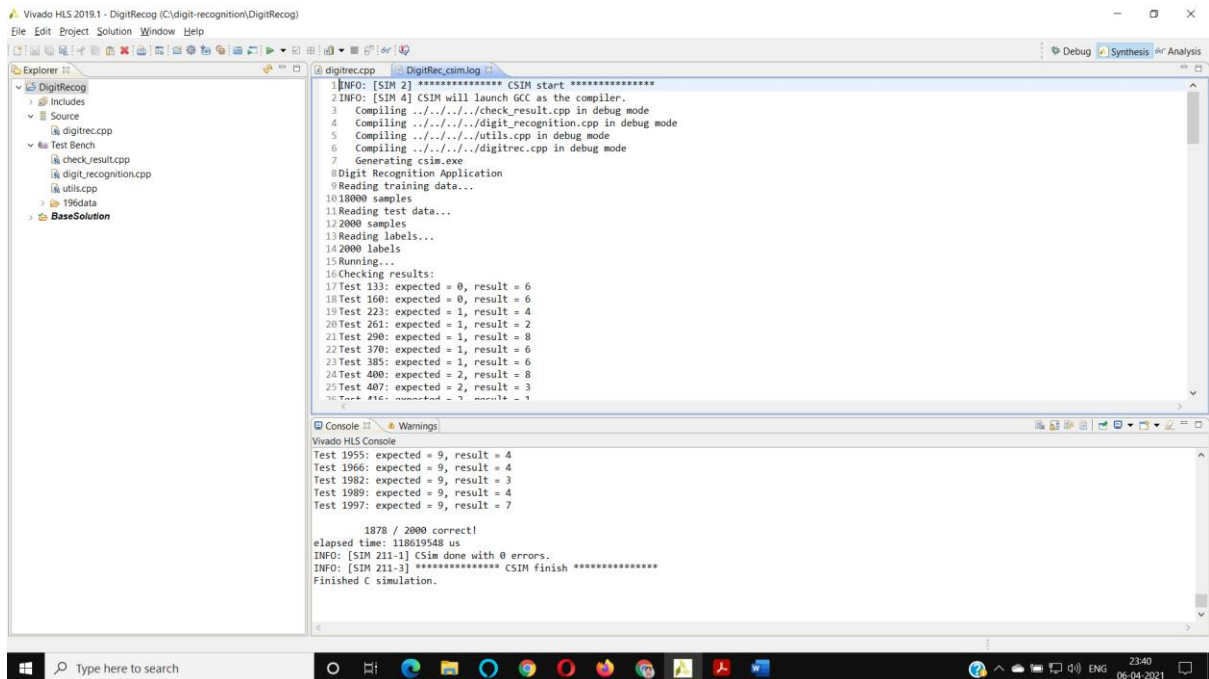 Vivado HLS 2019.1 - DigitRecog (C:\digit-recognition\DigitRecog)
File Edit Project Solution Window Help
Debug Synthesis Analysis
Explorer
DigitRecog
Includes
Source
digitrec.cpp
Test Bench
check_result.cpp
digit_recognition.cpp
utils.cpp
196data
BaseSolution
digitrec.cpp DigitRec_csim.log
1 INFO: [SIM 2] *************** CSIM start ***************
2 INFO: [SIM 4] CSIM will launch GCC as the compiler.
3 Compiling ../../../../check_result.cpp in debug mode
4 Compiling ../../../../digit_recognition.cpp in debug mode
5 Compiling ../../../../utils.cpp in debug mode
6 Compiling ../../../../digitrec.cpp in debug mode
7 Generating csim.exe
8 Digit Recognition Application
9 Reading training data...
10 18000 samples
11 Reading test data...
12 2000 samples
13 Reading labels...
14 2000 labels
15 Running...
16 Checking results:
17 Test 133: expected = 0, result = 6
18 Test 160: expected = 0, result = 6
19 Test 223: expected = 1, result = 4
20 Test 261: expected = 1, result = 2
21 Test 290: expected = 1, result = 8
22 Test 370: expected = 1, result = 6
23 Test 385: expected = 1, result = 6
24 Test 400: expected = 2, result = 8
25 Test 407: expected = 2, result = 3
26 Test 416: expected = 2, result = 1
Console Warnings
Vivado HLS Console
Test 1955: expected = 9, result = 4
Test 1966: expected = 9, result = 4
Test 1982: expected = 9, result = 3
Test 1989: expected = 9, result = 4
Test 1997: expected = 9, result = 7
1878 / 2000 correct!
elapsed time: 118619548 us
INFO: [SIM 211-1] CSim done with 0 errors.
INFO: [SIM 211-3] *************** CSIM finish ***************
Finished C simulation.
Type here to search
ENG
23:40
06-04-2021